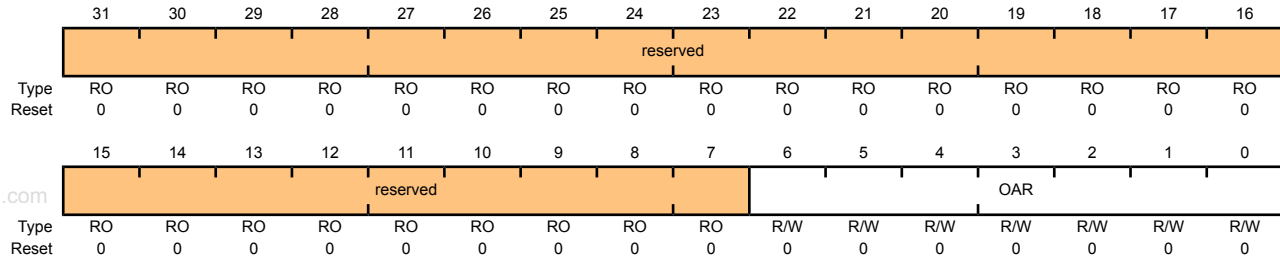 31 30 29 28 27 26 25 24 23 22 21 20 19 18 17 16
reserved
Type RO RO RO RO RO RO RO RO RO RO RO RO RO RO RO RO
Reset 0 0 0 0 0 0 0 0 0 0 0 0 0 0 0 0
15 14 13 12 11 10 9 8 7 6 5 4 3 2 1 0
.com reserved OAR
Type RO RO RO RO RO RO RO RO RO R/W R/W R/W R/W R/W R/W R/W
Reset 0 0 0 0 0 0 0 0 0 0 0 0 0 0 0 0